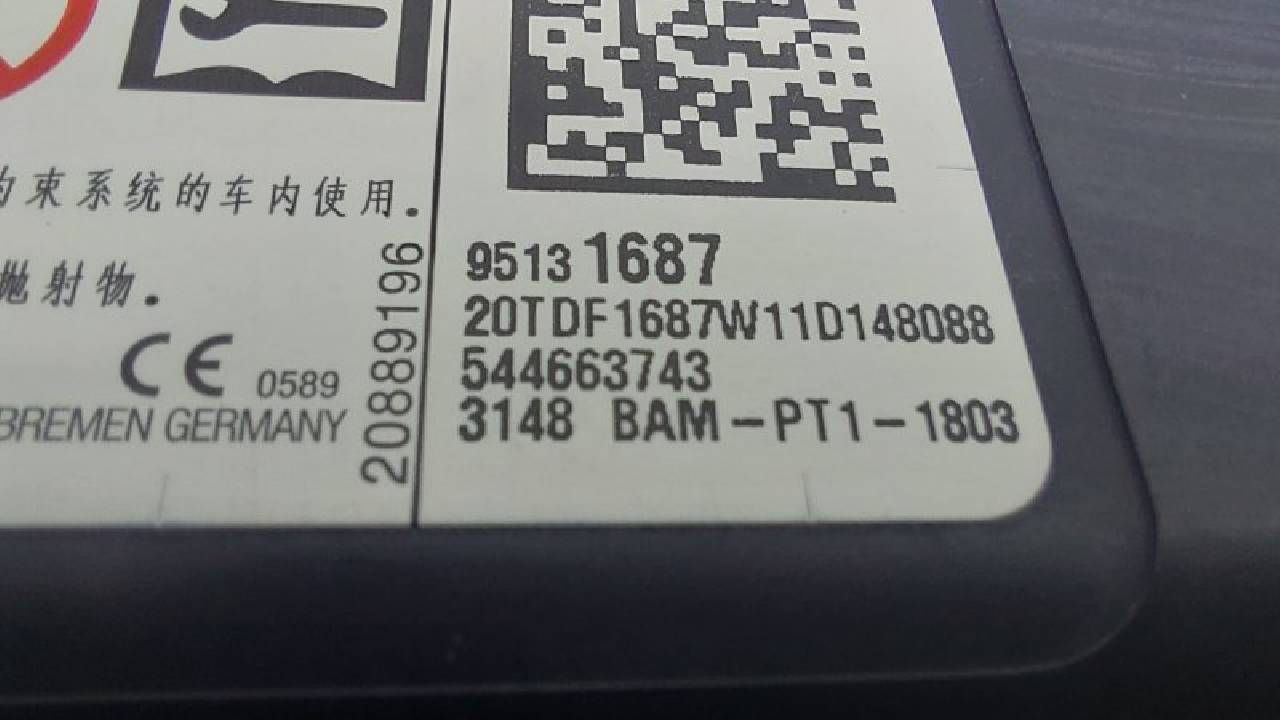 束系统的车内使用.
抛射物.
CE 0589
BREMEN GERMANY
20889196
9513 1687
20TDF1687W11D148088
544663743
3148 BAM-PT1-1803